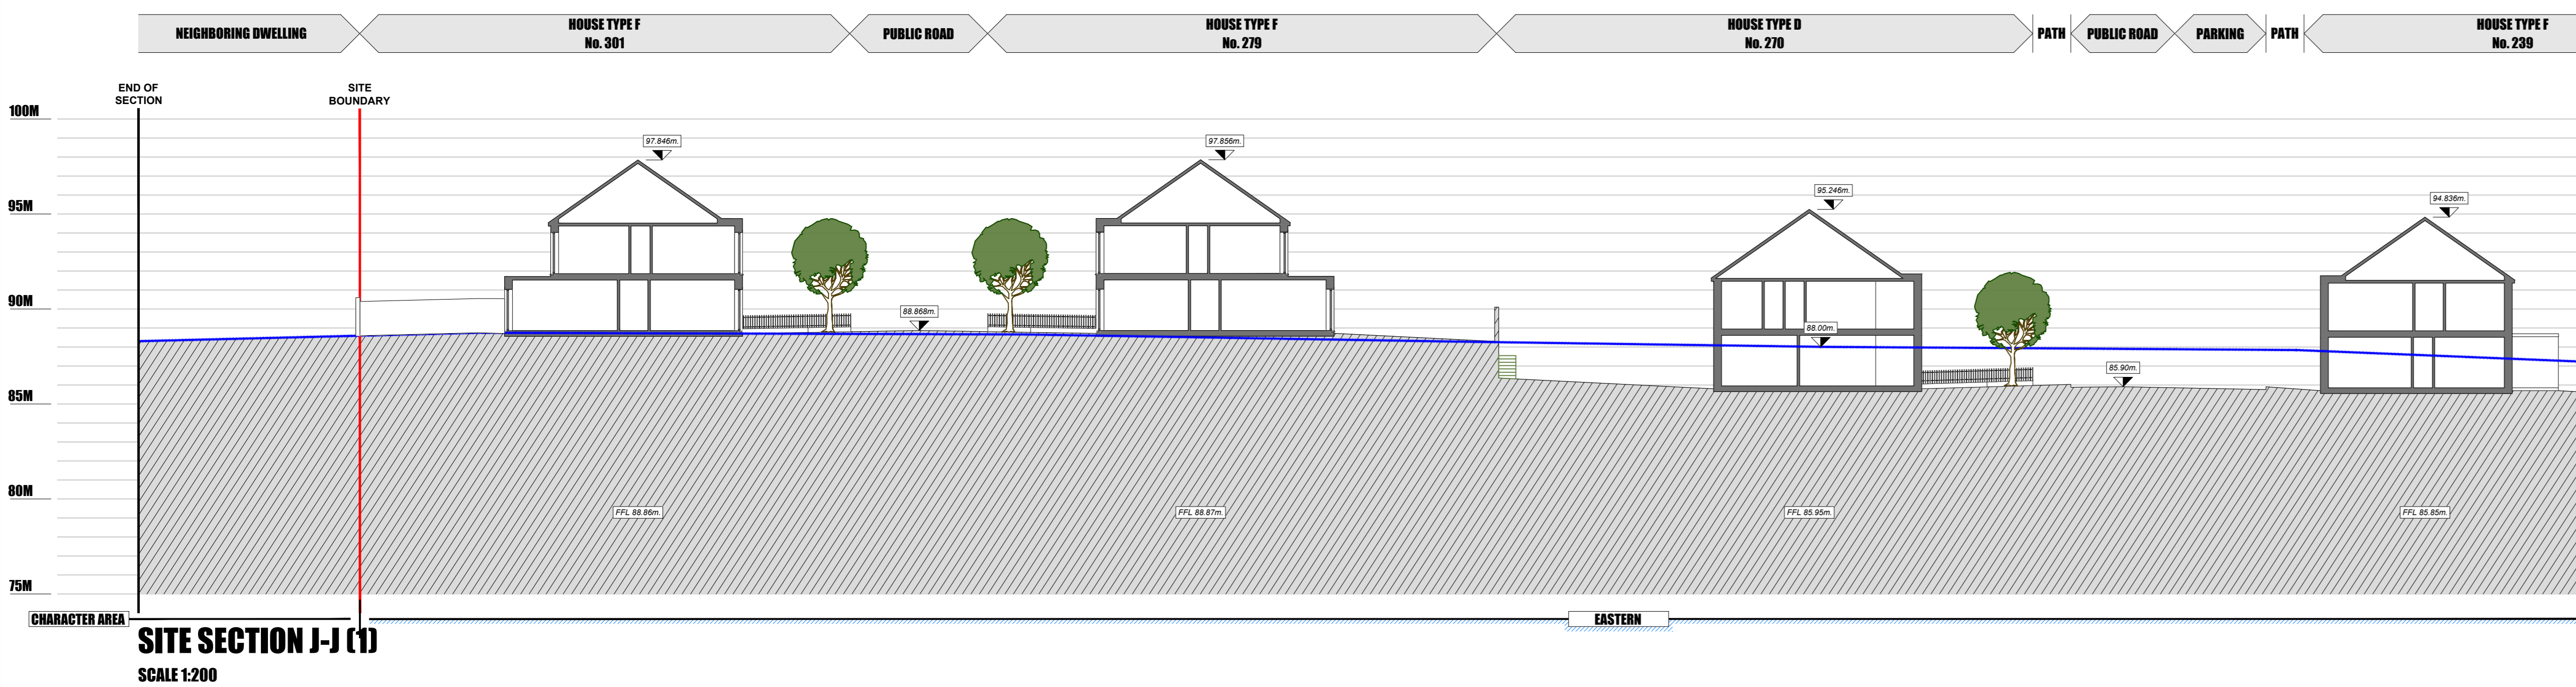 NEIGHBORING DWELLING
HOUSE TYPE F
No. 301
PUBLIC ROAD
HOUSE TYPE F
No. 279
HOUSE TYPE D
No. 270
PATH
PUBLIC ROAD
PARKING
PATH
HOUSE TYPE F
No. 239
END OF
SECTION
SITE
BOUNDARY
100M
97.846m.
97.856m.
95.246m.
94.836m.
95M
90M
88.868m.
88.00m.
85.90m.
85M
80M
FFL 88.86m.
FFL 88.87m.
FFL 85.95m.
FFL 85.85m.
75M
CHARACTER AREA
EASTERN
SITE SECTION J-J (1)
SCALE 1:200